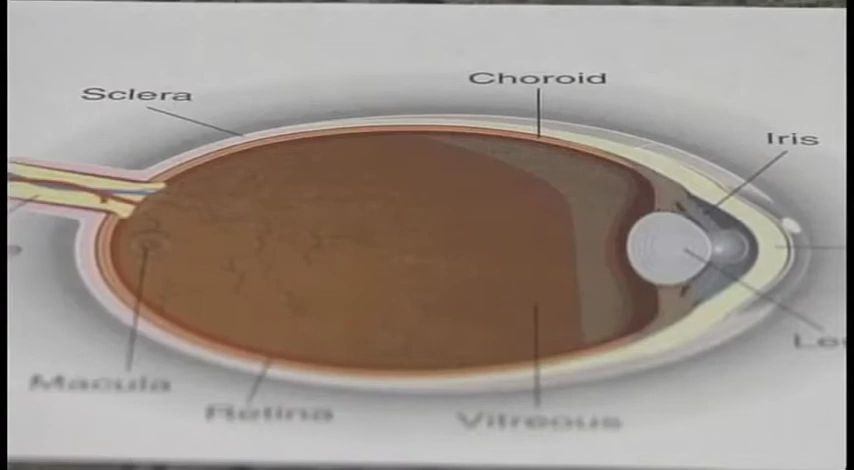 Choroid
Sclera
Iris
Macula
Retina
Vitreous